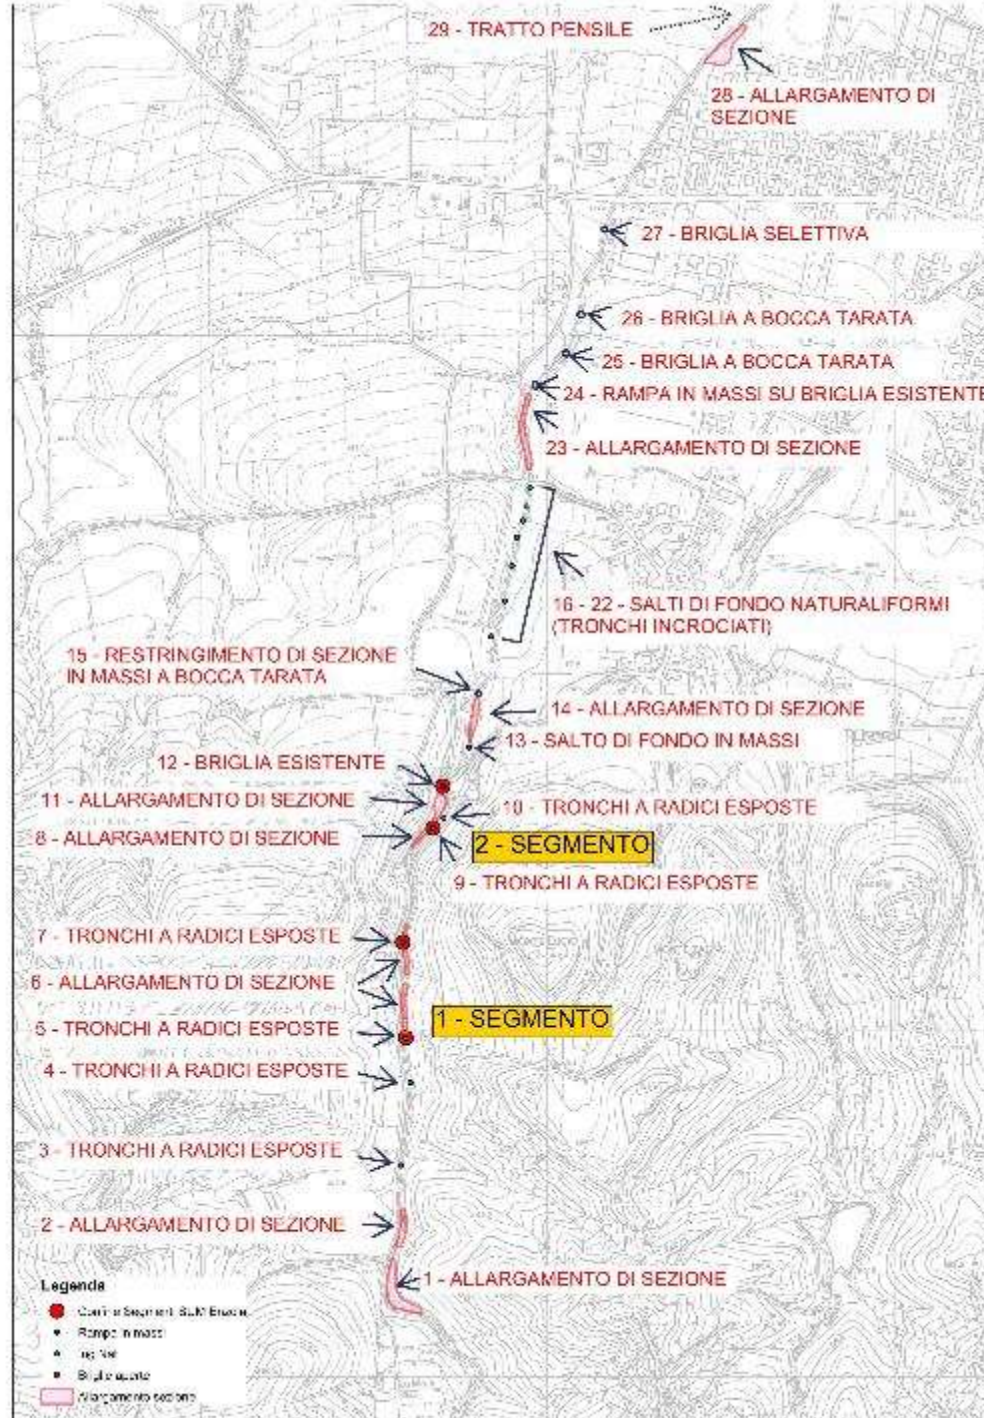 29 - TRATTO PENSILE
28 - ALLARGAMENTO DI
SEZIONE
27 - BRIGLIA SELETTIVA
26 - BRIGLIA A BOCCA TARATA
25 - BRIGLIA A BOCCA TARATA
24 - RAMPA IN MASSI SU BRIGLIA ESISTENTE
23 - ALLARGAMENTO DI SEZIONE
16 - 22 - SALTI DI FONDO NATURALIFORMI
(TRONCHI INCROCIATI)
15 - RESTRINGIMENTO DI SEZIONE
IN MASSI A BOCCA TARATA
14 - ALLARGAMENTO DI SEZIONE
13 - SALTO DI FONDO IN MASSI
12 - BRIGLIA ESISTENTE
11 - ALLARGAMENTO DI SEZIONE
10 - TRONCHI A RADICI ESPOSTE
8 - ALLARGAMENTO DI SEZIONE
2 - SEGMENTO
9 - TRONCHI A RADICI ESPOSTE
7 - TRONCHI A RADICI ESPOSTE
6 - ALLARGAMENTO DI SEZIONE
1 - SEGMENTO
5 - TRONCHI A RADICI ESPOSTE
4 - TRONCHI A RADICI ESPOSTE
3 - TRONCHI A RADICI ESPOSTE
2 - ALLARGAMENTO DI SEZIONE
1 - ALLARGAMENTO DI SEZIONE
Legenda
Rampe in massi
Briglie aperte
Allargamento sezione